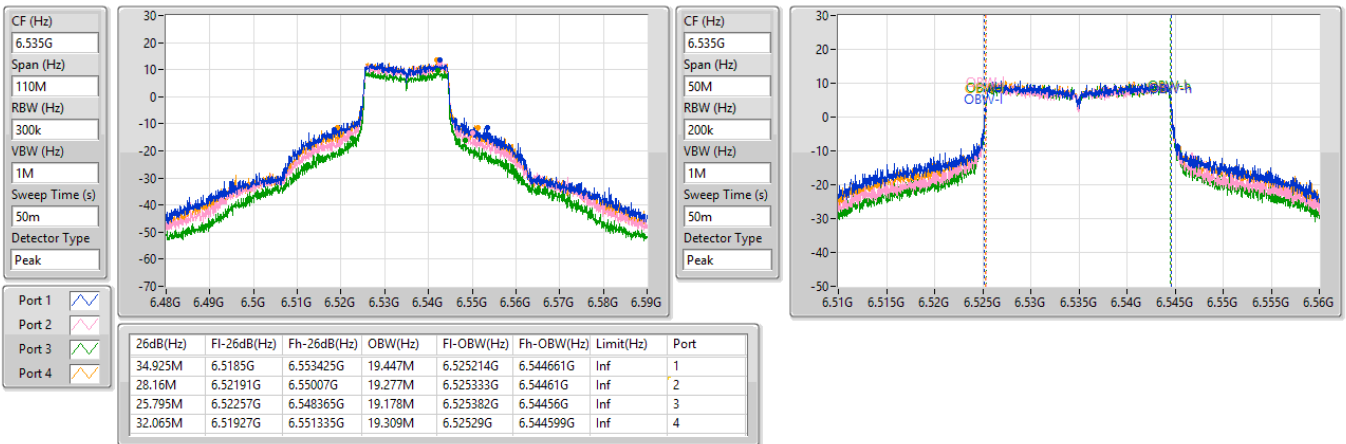 CF (Hz)
6.535G
Span (Hz)
110M
RBW (Hz)
300k
VBW (Hz)
1M
Sweep Time (s)
50m
Detector Type
Peak
30
20
10
0
-10
-20
-30
-40
-50
-60
-70
6.48G 6.49G 6.5G 6.51G 6.52G 6.53G 6.54G 6.55G 6.56G 6.57G 6.58G 6.59G
CF (Hz)
6.535G
Span (Hz)
50M
RBW (Hz)
200k
VBW (Hz)
1M
Sweep Time (s)
50m
Detector Type
Peak
30
20
10
0
-10
-20
-30
-40
-50
OBW-l
OBW-h
6.51G 6.515G 6.52G 6.525G 6.53G 6.535G 6.54G 6.545G 6.55G 6.555G 6.56G
Port 1
Port 2
Port 3
Port 4
26dB(Hz) Fl-26dB(Hz) Fh-26dB(Hz) OBW(Hz) Fl-OBW(Hz) Fh-OBW(Hz) Limit(Hz) Port
34.925M 6.5185G 6.553425G 19.447M 6.525214G 6.544661G Inf 1
28.16M 6.52191G 6.55007G 19.277M 6.525333G 6.54461G Inf 2
25.795M 6.52257G 6.548365G 19.178M 6.525382G 6.54456G Inf 3
32.065M 6.51927G 6.551335G 19.309M 6.52529G 6.544599G Inf 4